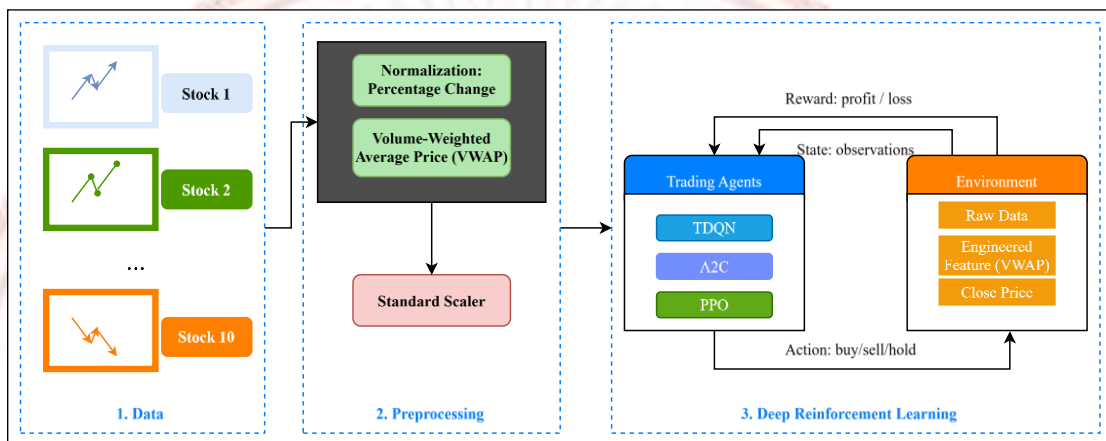 Stock 1
Stock 2
...
Stock 10
1. Data
Normalization:
Percentage Change
Volume-Weighted
Average Price (VWAP)
Standard Scaler
2. Preprocessing
Reward: profit / loss
State: observations
Trading Agents
TDQN
A2C
PPO
Environment
Raw Data
Engineered
Feature (VWAP)
Close Price
Action: buy/sell/hold
3. Deep Reinforcement Learning